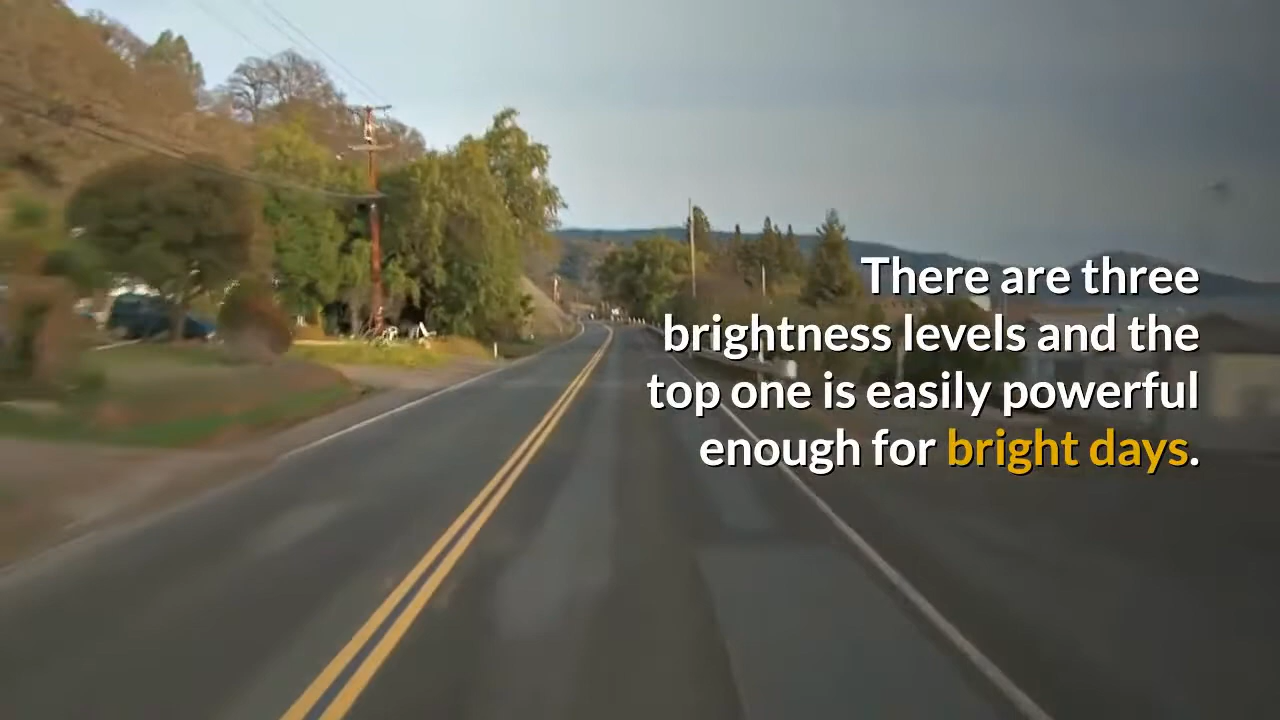 There are three
brightness levels and the
top one is easily powerful
enough for bright days.